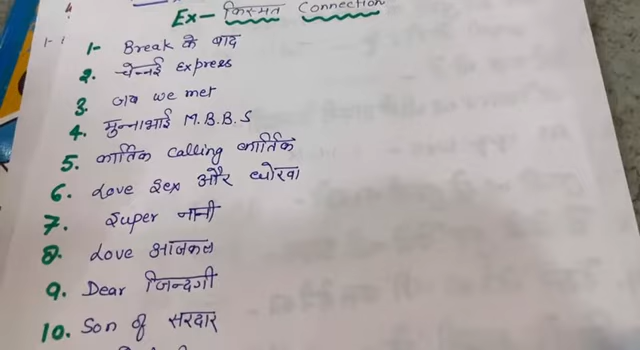 Ex- किस्मत Connection
1- Break के बाद
2. चेन्नई express
3. जब we met
4. मुन्नाभाई M.B.B.S
5. कार्तिक calling कार्तिक
6. Love Sex और धोखा
7. Super नानी
8. Love आजकल
9. Dear जिन्दगी
10. Son of सरदार